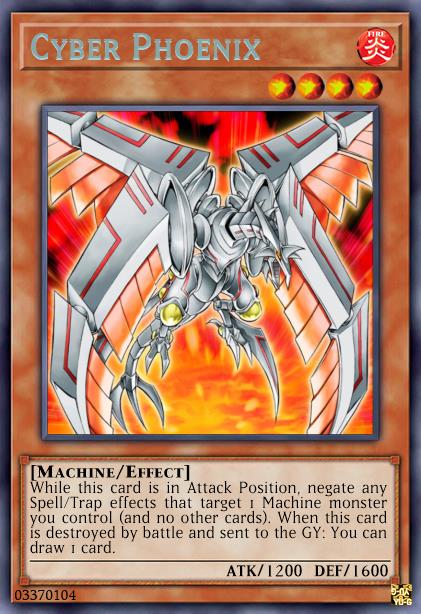 Cyber Phoenix
FIRE
炎
[Machine/Effect]
While this card is in Attack Position, negate any
Spell/Trap effects that target 1 Machine monster
you control (and no other cards). When this card
is destroyed by battle and sent to the GY: You can
draw 1 card.
ATK/1200 DEF/1600
03370104